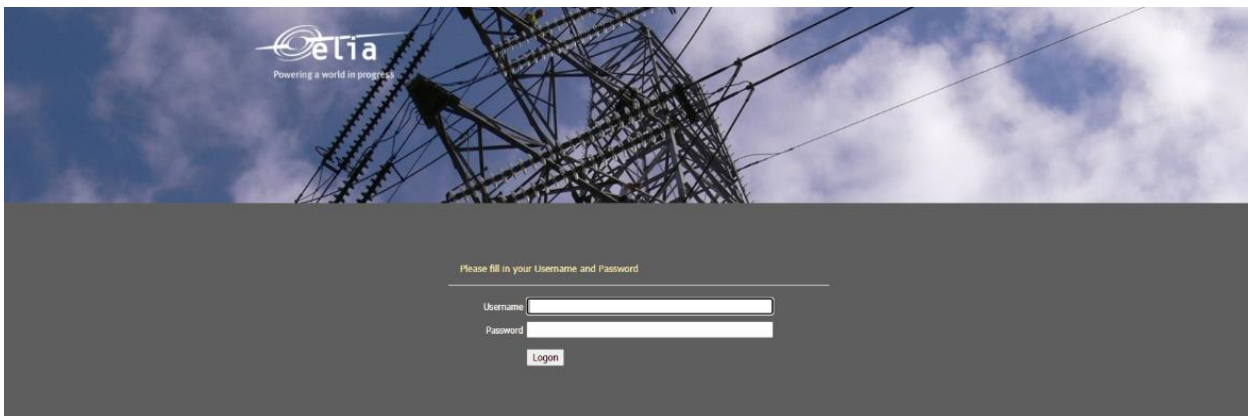 elia
Powering a world in progress
Please fill in your Username and Password
Username
Password
Logon